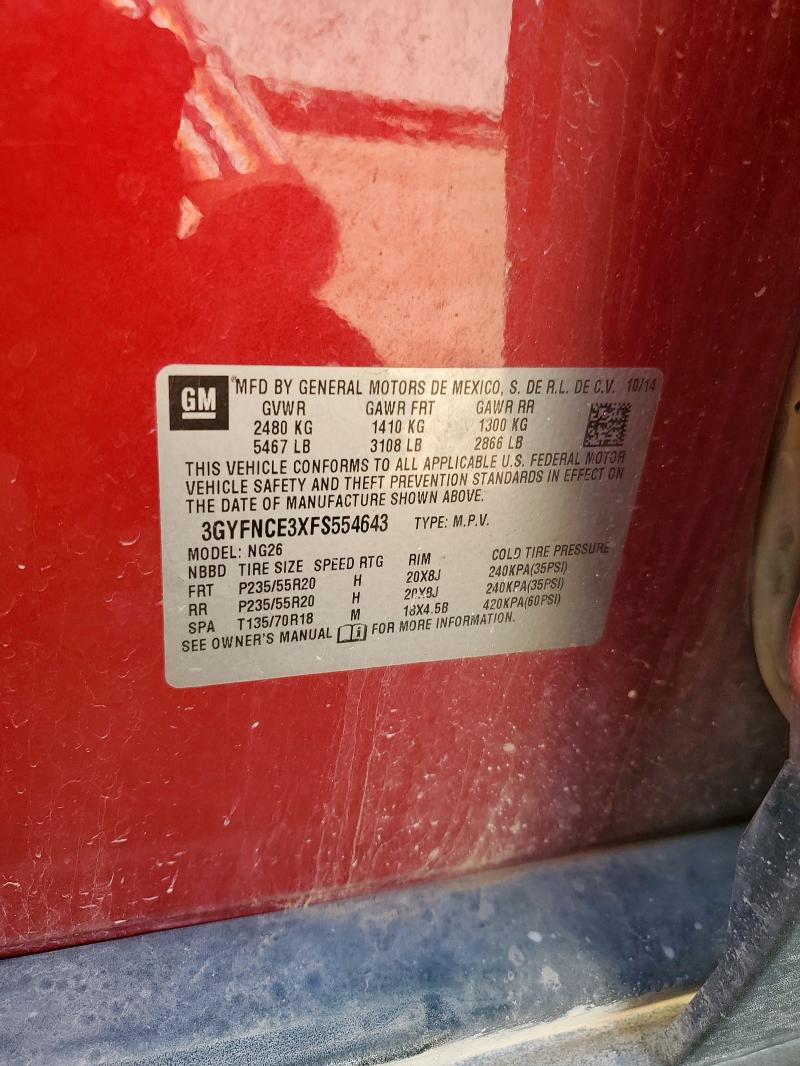 GM
MFD BY GENERAL MOTORS DE MEXICO, S. DE R.L. DE C.V. 10/14
GVWR GAWR FRT GAWR RR
2480 KG 1410 KG 1300 KG
5467 LB 3108 LB 2866 LB
THIS VEHICLE CONFORMS TO ALL APPLICABLE U.S. FEDERAL MOTOR
VEHICLE SAFETY AND THEFT PREVENTION STANDARDS IN EFFECT ON
THE DATE OF MANUFACTURE SHOWN ABOVE.
3GYFNCE3XFS554643 TYPE: M.P.V.
MODEL: NG26
NBBD TIRE SIZE SPEED RTG RIM COLD TIRE PRESSURE
FRT P235/55R20 H 20X8J 240KPA(35PSI)
RR P235/55R20 H 20X8J 240KPA(35PSI)
SPA T135/70R18 M 18X4.5B 420KPA(60PSI)
SEE OWNER'S MANUAL FOR MORE INFORMATION.